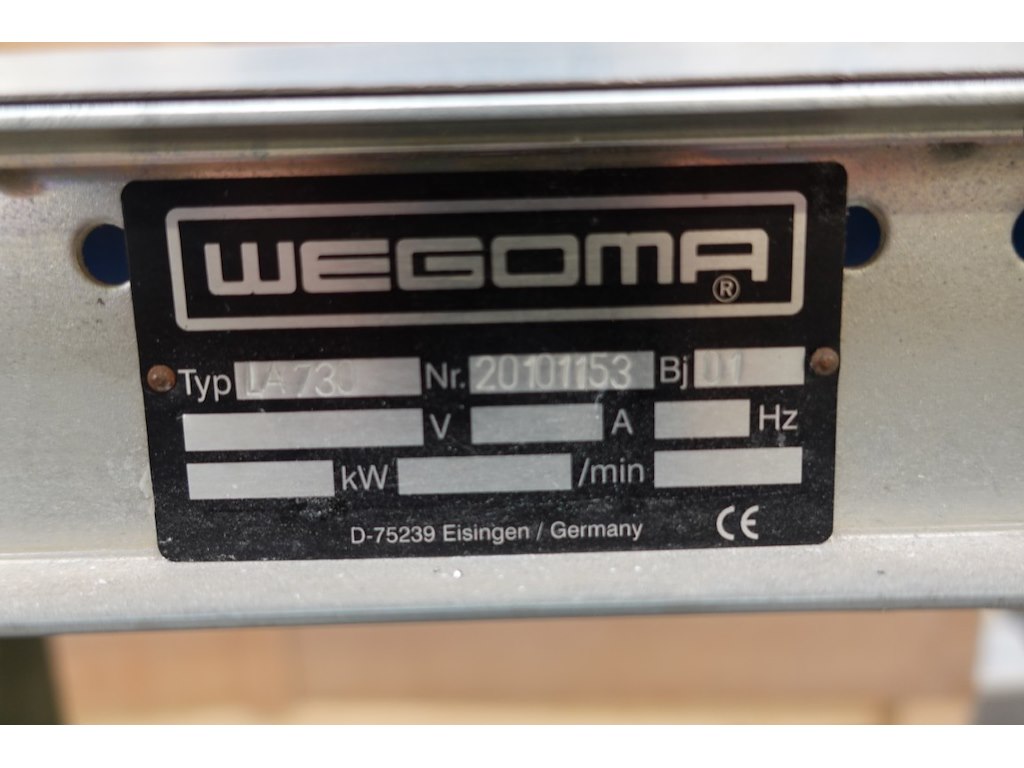 WEGOMA ®
Typ LA 730 Nr. 20101153 Bj 01
V A Hz
kW /min
D-75239 Eisingen / Germany CE